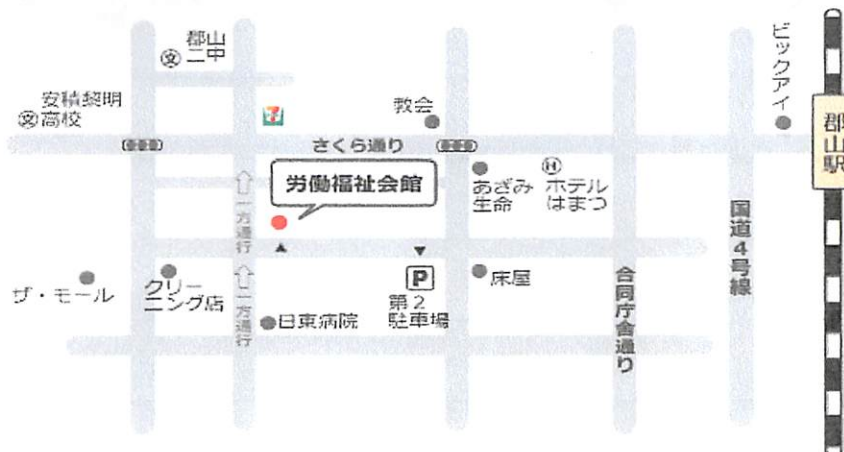 郡山
二中
文
ビックアイ
安積黎明
高校
文
7
教会
郡山駅
さくら通り
労働福祉会館
あざみ
生命
H
ホテル
はまつ
一方通行
国道4号線
P
床屋
合同庁舎通り
ザ・モール
クリー
ニング店
第2
駐車場
一方通行
日東病院